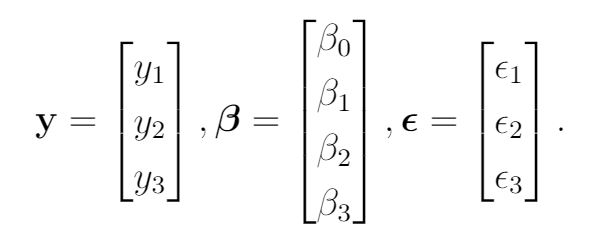 y = [y₁ y₂ y₃], β = [β₀ β₁ β₂ β₃], ϵ = [ϵ₁ ϵ₂ ϵ₃].